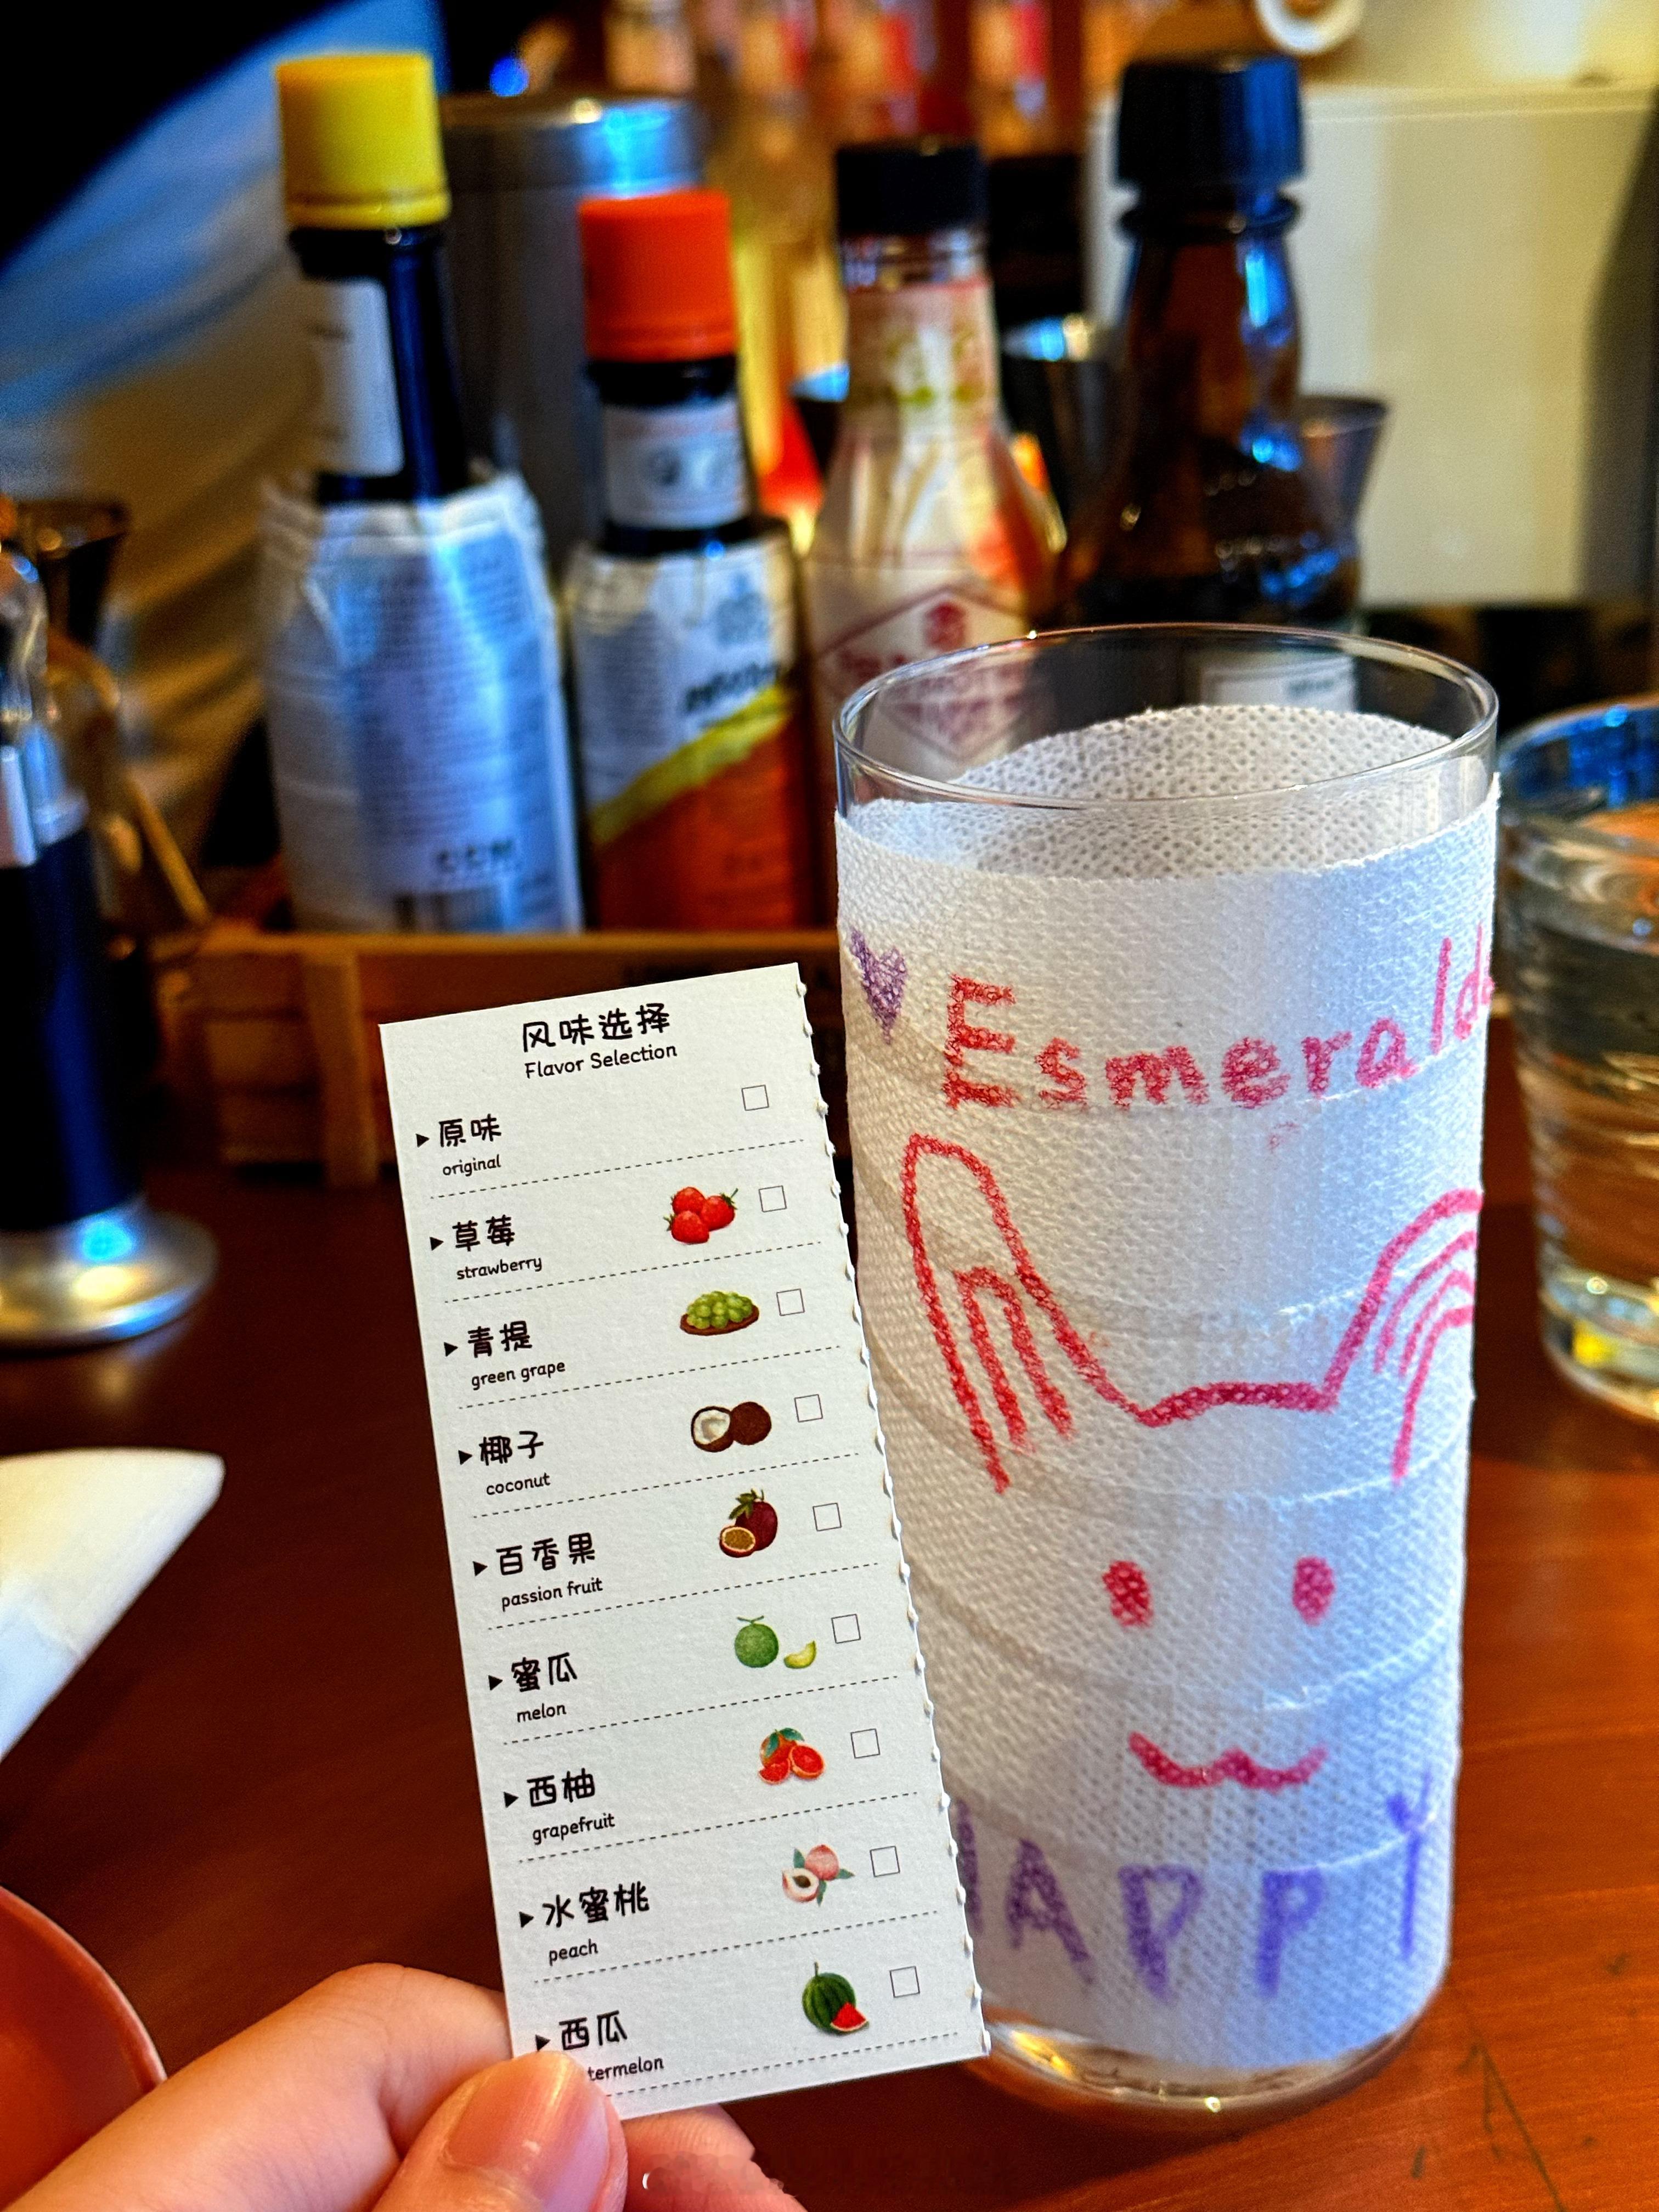 风味选择
Flavor Selection
▶原味
original
▶草莓
strawberry
▶青提
green grape
▶椰子
coconut
▶百香果
passion fruit
▶蜜瓜
melon
▶西柚
grapefruit
▶水蜜桃
peach
▶西瓜
termelon
Esmerald
HAPPY